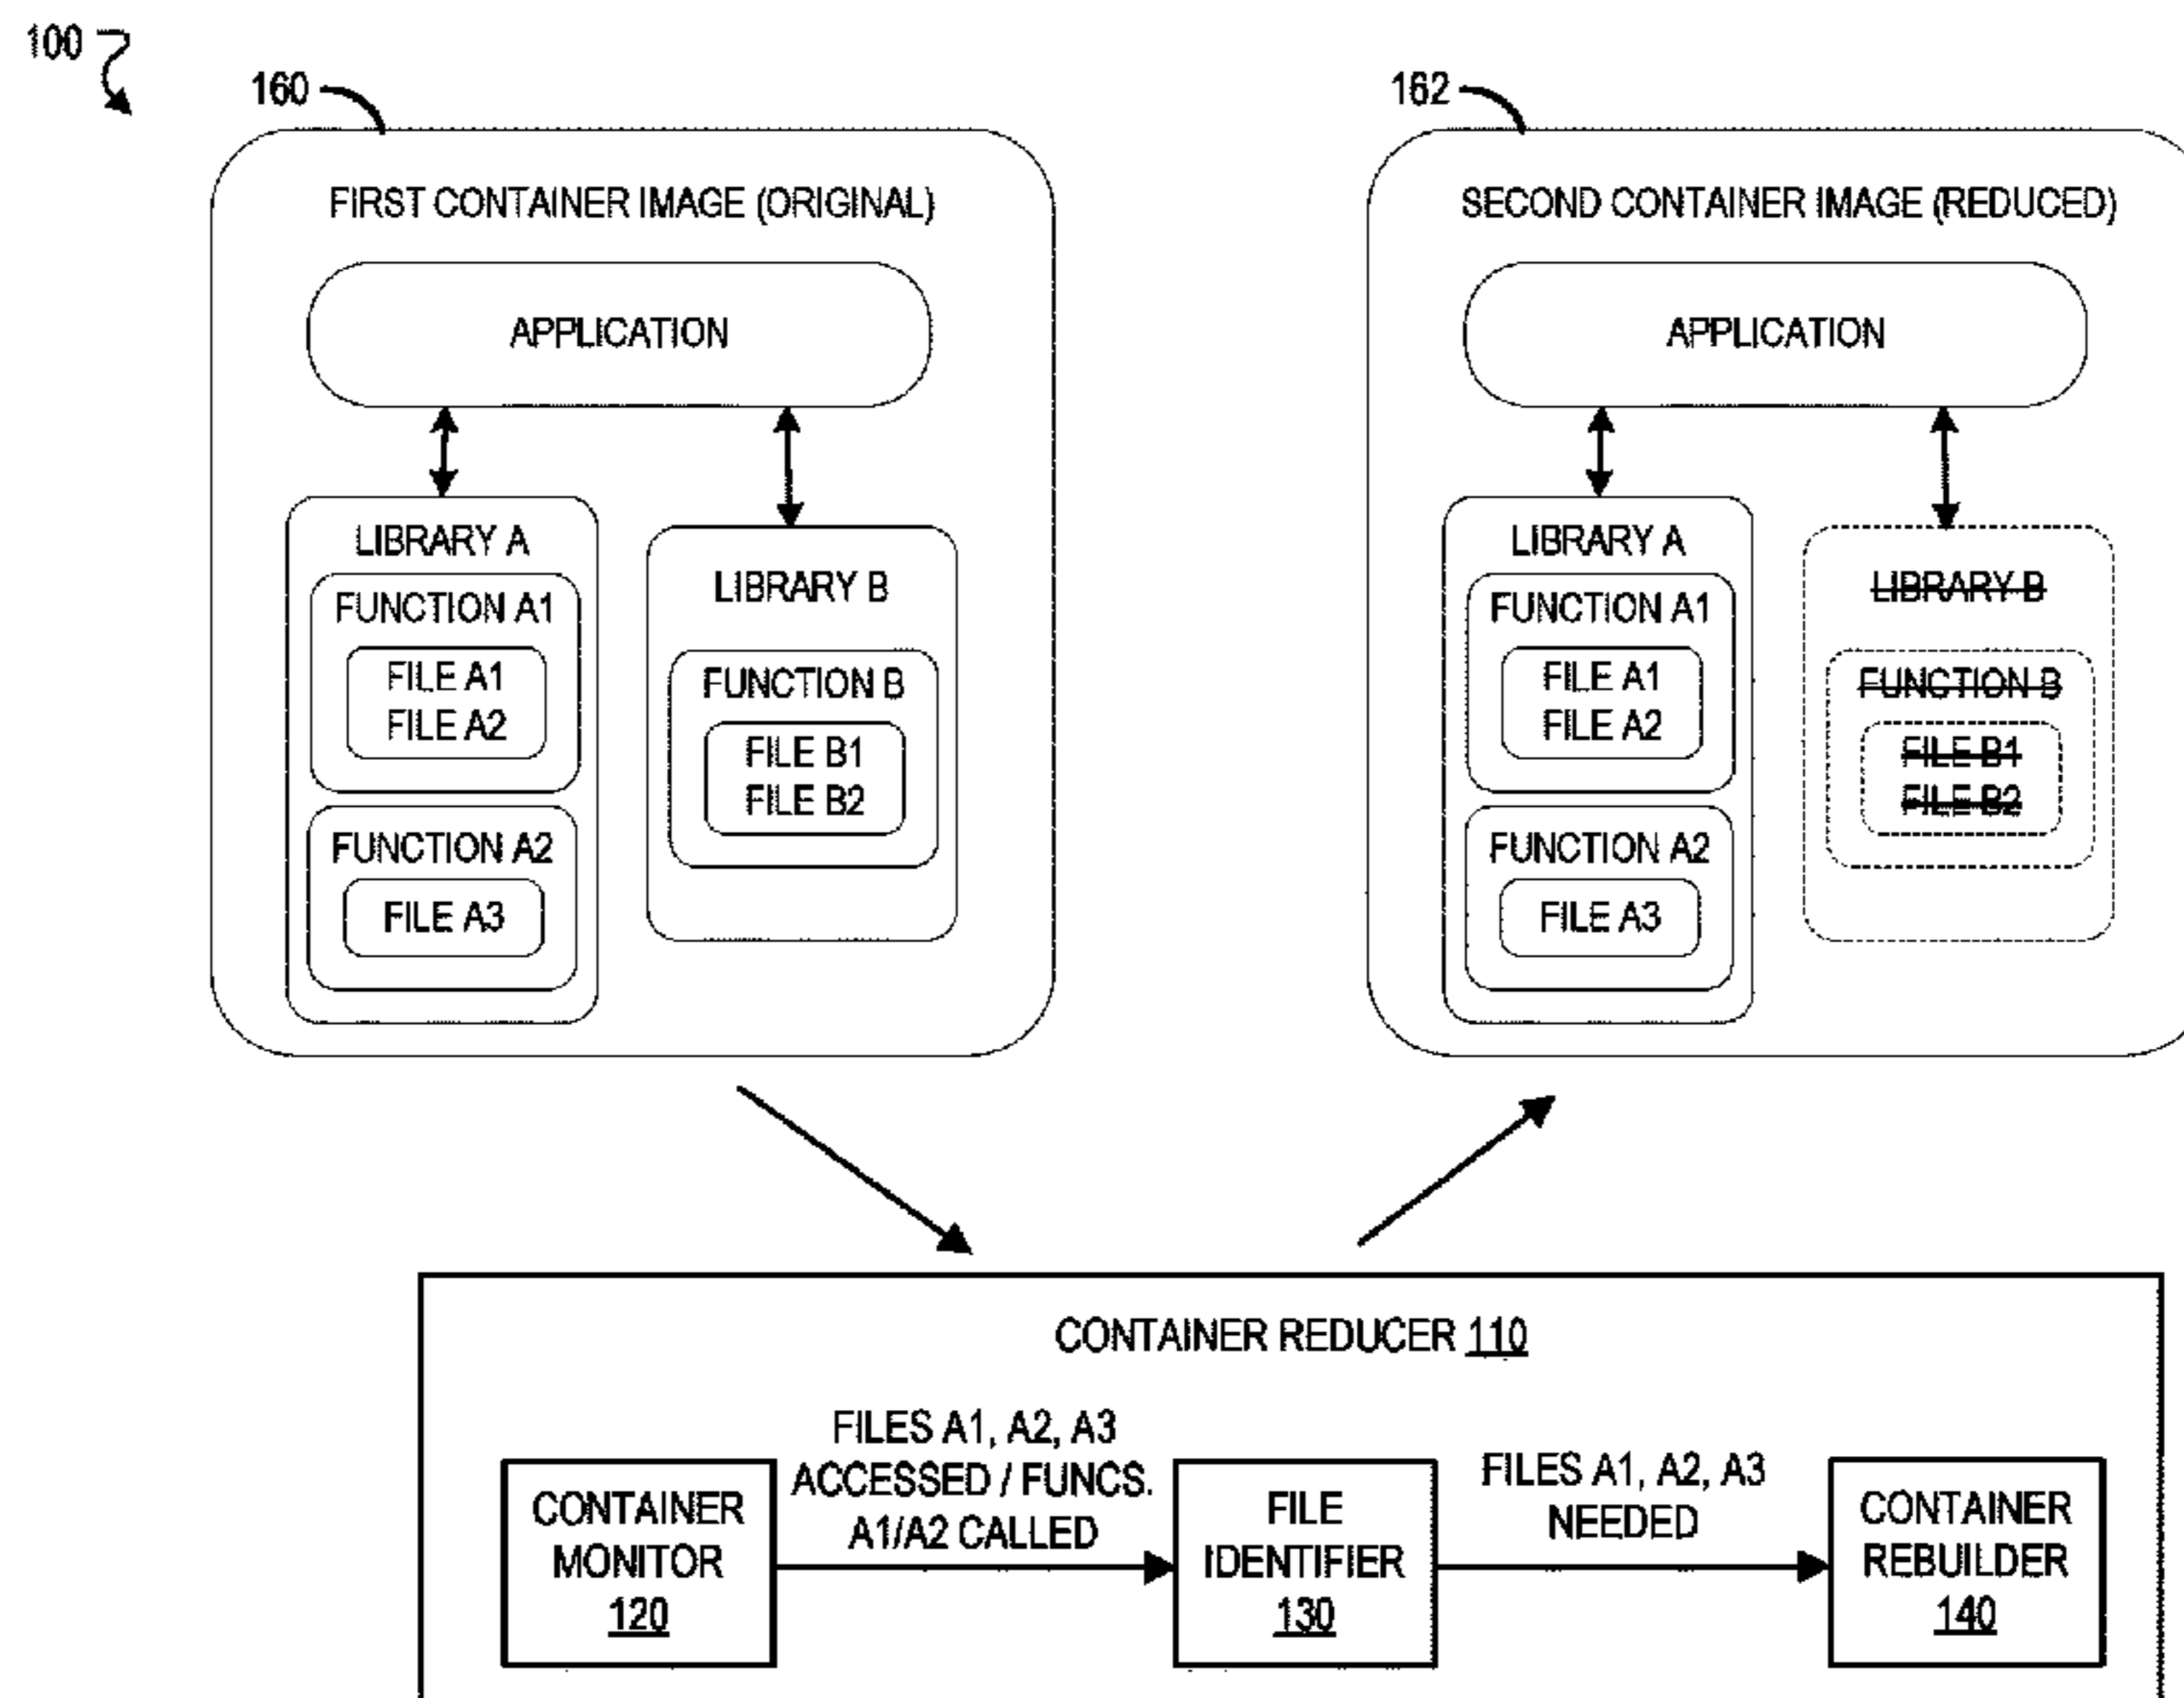 100
160
FIRST CONTAINER IMAGE (ORIGINAL)
APPLICATION
LIBRARY A
FUNCTION A1
FILE A1
FILE A2
FUNCTION A2
FILE A3
LIBRARY B
FUNCTION B
FILE B1
FILE B2
162
SECOND CONTAINER IMAGE (REDUCED)
APPLICATION
LIBRARY A
FUNCTION A1
FILE A1
FILE A2
FUNCTION A2
FILE A3
LIBRARY B
FUNCTION B
FILE B1
FILE B2
CONTAINER REDUCER 110
CONTAINER
MONITOR
120
FILES A1, A2, A3
ACCESSED / FUNCS.
A1/A2 CALLED
FILE
IDENTIFIER
130
FILES A1, A2, A3
NEEDED
CONTAINER
REBUILDER
140